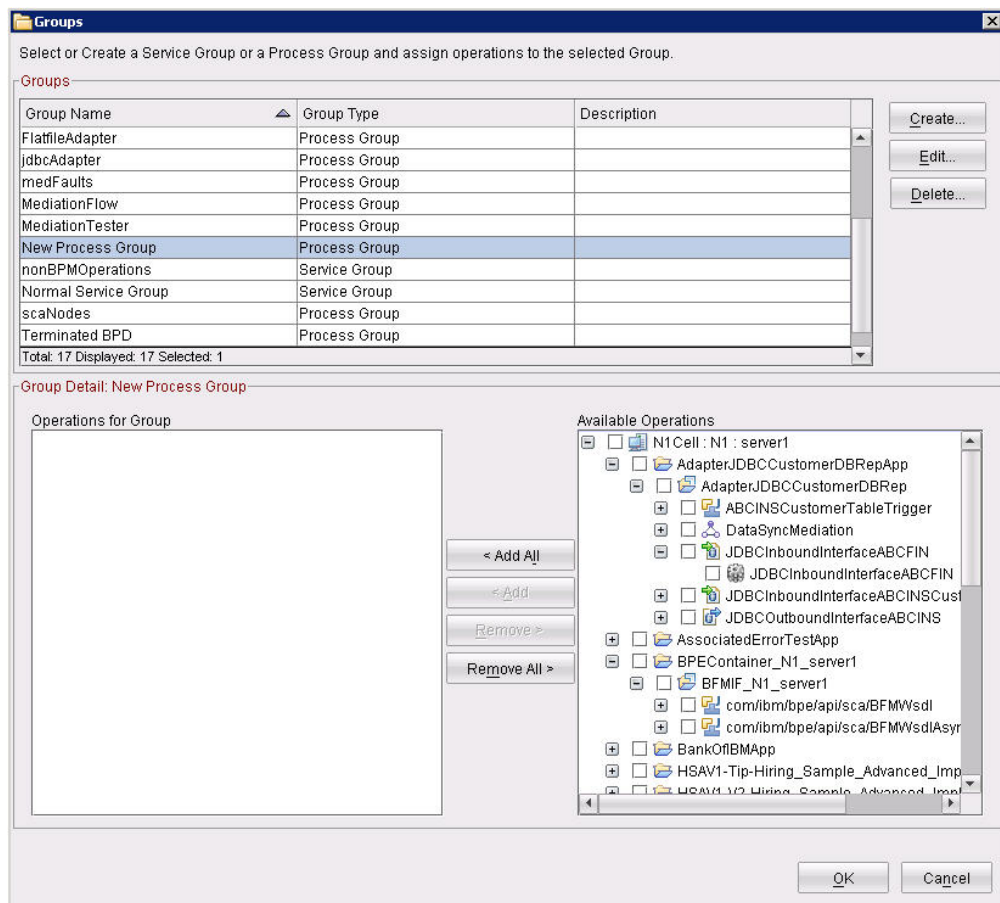 Groups
Select or Create a Service Group or a Process Group and assign operations to the selected Group.
Groups
Group Name Group Type Description
FlatfileAdapter Process Group
jdbcAdapter Process Group
medFaults Process Group
MediationFlow Process Group
MediationTester Process Group
New Process Group Process Group
nonBPMOperations Service Group
Normal Service Group Service Group
scaNodes Process Group
Terminated BPD Process Group
Total: 17 Displayed: 17 Selected: 1
Create...
Edit...
Delete...
Group Detail: New Process Group
Operations for Group
< Add All
< Add
Remove >
Remove All >
Available Operations
N1Cell : N1 : server1
AdapterJDBCCustomerDBRepApp
AdapterJDBCCustomerDBRep
ABCINSCustomerTableTrigger
DataSyncMediation
JDBCInboundInterfaceABCFIN
JDBCInboundInterfaceABCFIN
JDBCInboundInterfaceABCINSCust
JDBCOutboundInterfaceABCINS
AssociatedErrorTestApp
BPEContainer_N1_server1
BFMIF_N1_server1
com/ibm/bpe/api/sca/BFMWsdl
com/ibm/bpe/api/sca/BFMWsdlAsyn
BankOfIBMApp
HSAV1-Tip-Hiring_Sample_Advanced_Imp
HSAV1-V2-Hiring_Sample_Advanced_Impl
OK
Cancel